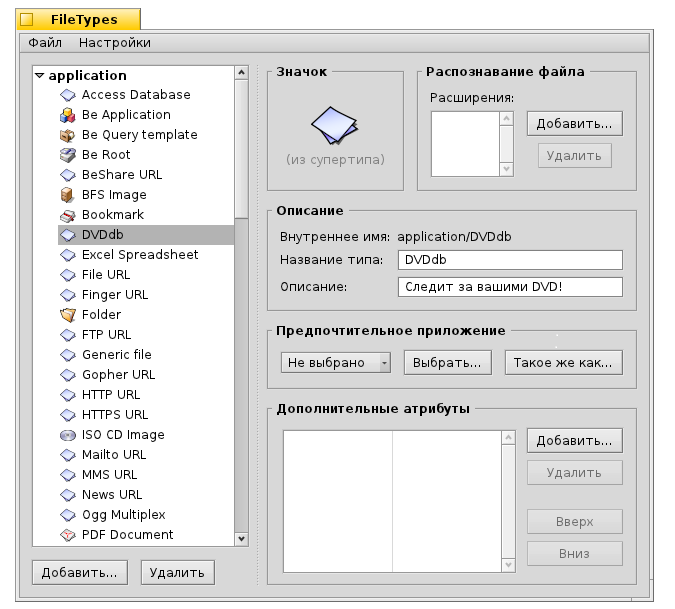 FileTypes
Файл Настройки
application
Access Database
Be Application
Be Query template
Be Root
BeShare URL
BFS Image
Bookmark
DVDdb
Excel Spreadsheet
File URL
Finger URL
Folder
FTP URL
Generic file
Gopher URL
HTTP URL
HTTPS URL
ISO CD Image
Mailto URL
MMS URL
News URL
Ogg Multiplex
PDF Document
Добавить... Удалить
Значок
(из супертипа)
Распознавание файла
Расширения:
Добавить...
Удалить
Описание
Внутреннее имя: application/DVDdb
Название типа: DVDdb
Описание: Следит за вашими DVD!
Предпочтительное приложение
Не выбрано Выбрать... Такое же как...
Дополнительные атрибуты
Добавить...
Удалить
Вверх
Вниз